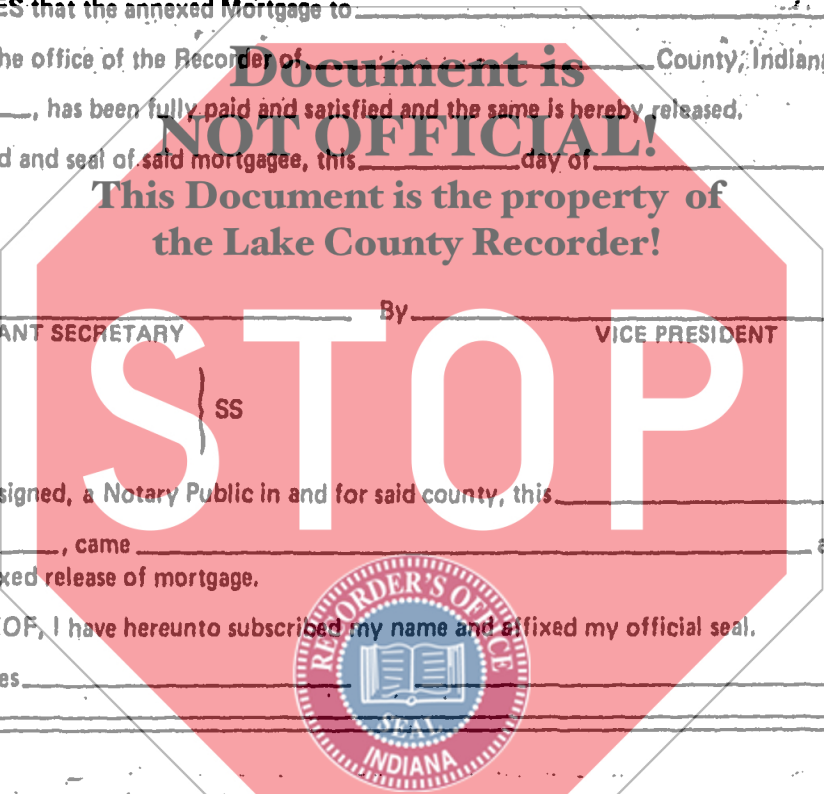 ES that the annexed Mortgage to
he office of the Recorder of County, Indiana
Document is
, has been fully paid and satisfied and the same is hereby released.
NOT OFFICIAL!
d and seal of said mortgagee, this day of
This Document is the property of
the Lake County Recorder!
By
ANT SECRETARY VICE PRESIDENT
STOP
SS
signed, a Notary Public in and for said county, this
, came a
xed release of mortgage.
RECORDER'S OFFICE
OF, I have hereunto subscribed my name and affixed my official seal.
es
SEAL
INDIANA